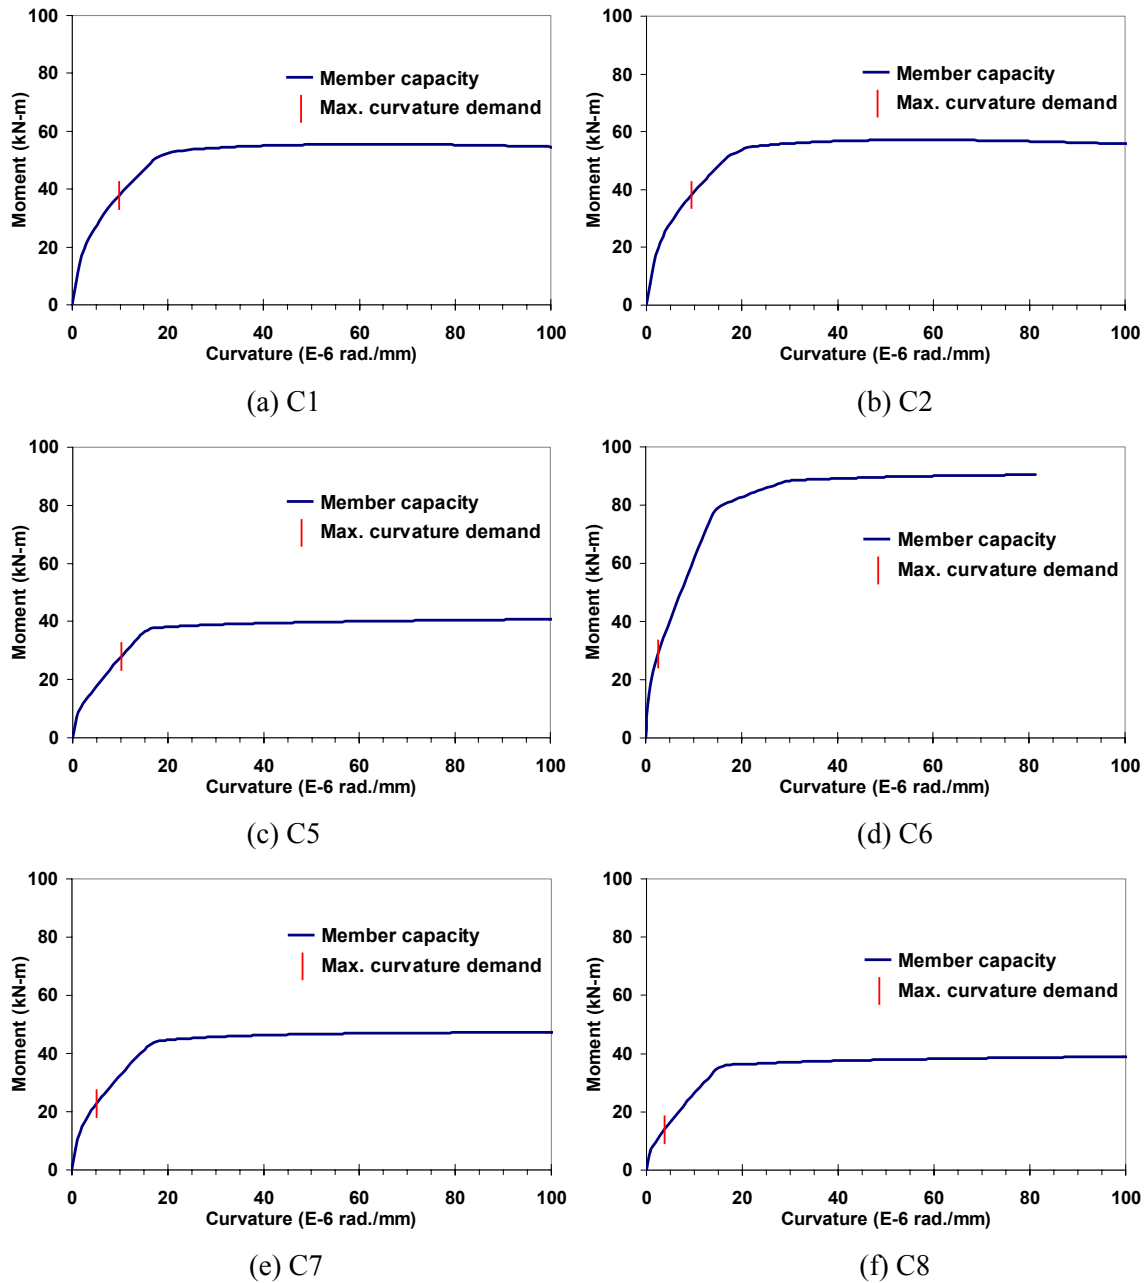 100
80
60
40
20
0
Moment (kN-m)
Member capacity
Max. curvature demand
0 20 40 60 80 100
Curvature (E-6 rad./mm)
(a) C1
100
80
60
40
20
0
Moment (kN-m)
Member capacity
Max. curvature demand
0 20 40 60 80 100
Curvature (E-6 rad./mm)
(b) C2
100
80
60
40
20
0
Moment (kN-m)
Member capacity
Max. curvature demand
0 20 40 60 80 100
Curvature (E-6 rad./mm)
(c) C5
100
80
60
40
20
0
Moment (kN-m)
Member capacity
Max. curvature demand
0 20 40 60 80 100
Curvature (E-6 rad./mm)
(d) C6
100
80
60
40
20
0
Moment (kN-m)
Member capacity
Max. curvature demand
0 20 40 60 80 100
Curvature (E-6 rad./mm)
(e) C7
100
80
60
40
20
0
Moment (kN-m)
Member capacity
Max. curvature demand
0 20 40 60 80 100
Curvature (E-6 rad./mm)
(f) C8